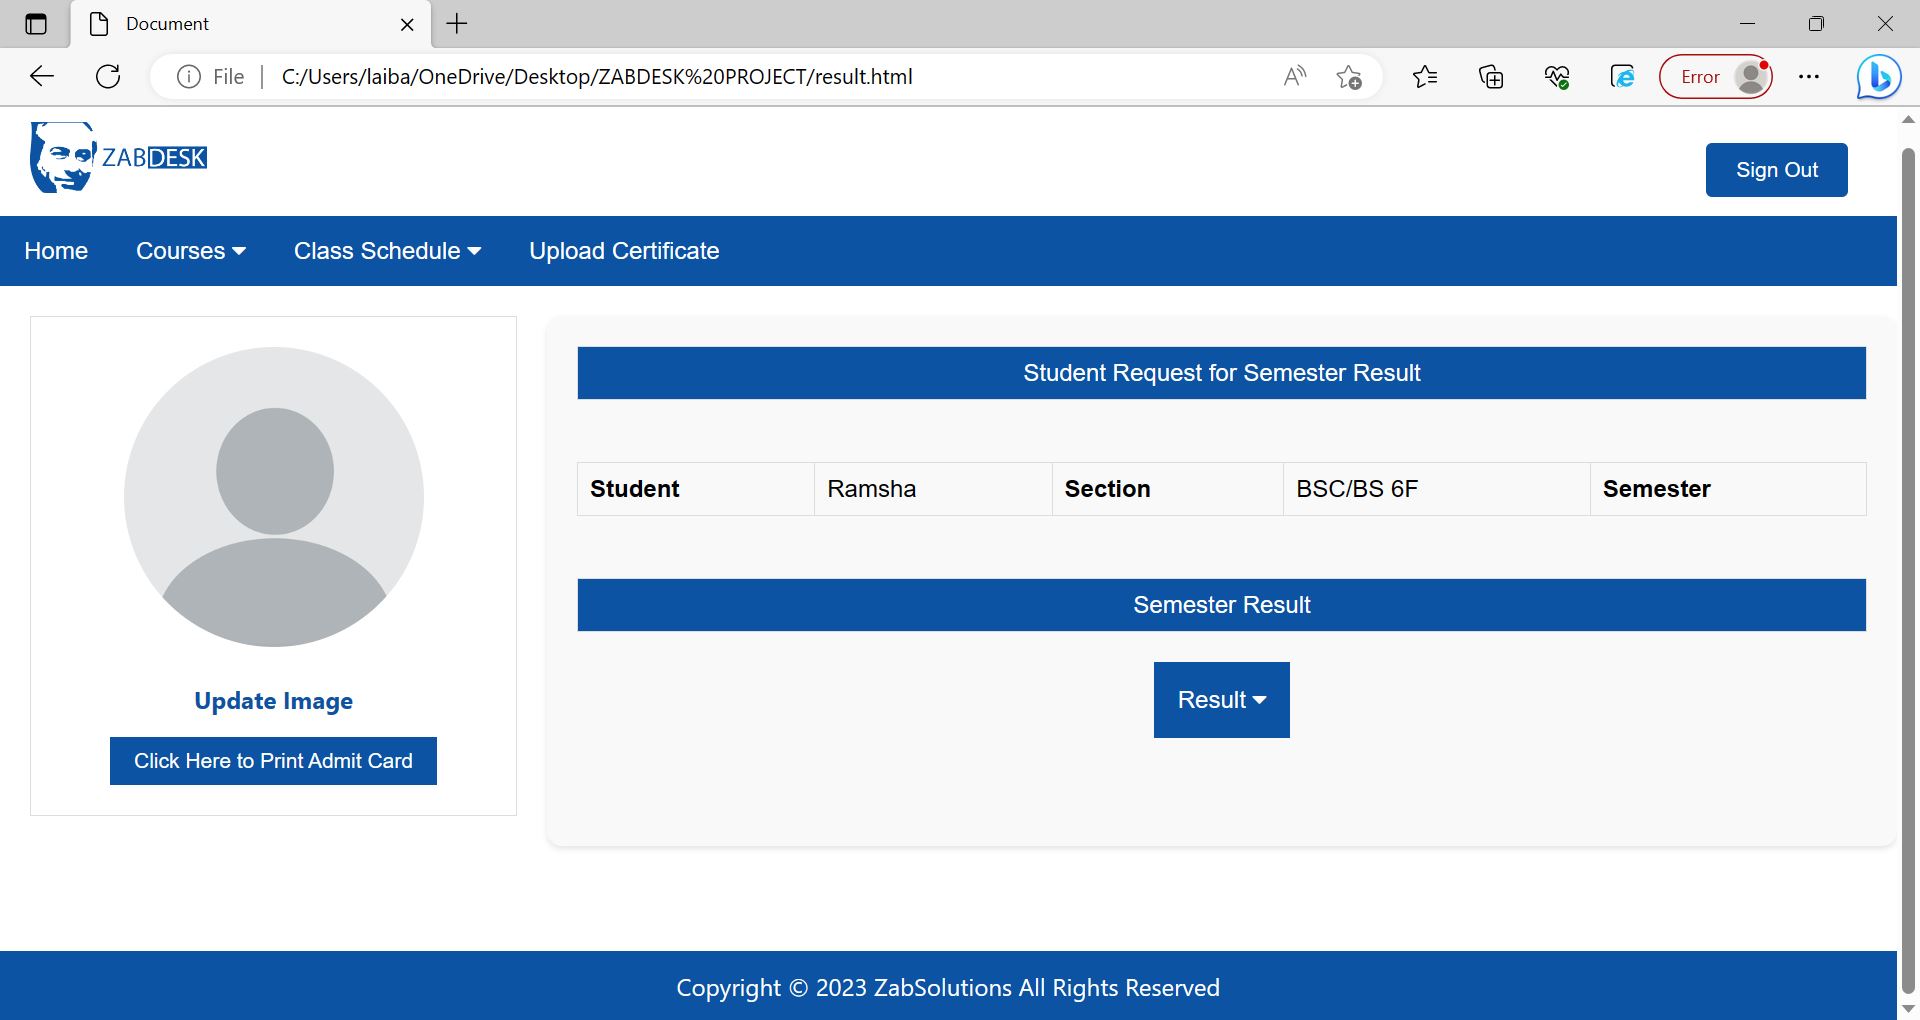 Document
File
C:/Users/laiba/OneDrive/Desktop/ZABDESK%20PROJECT/result.html
Error
ZABDESK
Sign Out
Home Courses Class Schedule Upload Certificate
Student Request for Semester Result
Student Ramsha Section BSC/BS 6F Semester
Semester Result
Result
Update Image
Click Here to Print Admit Card
Copyright © 2023 ZabSolutions All Rights Reserved